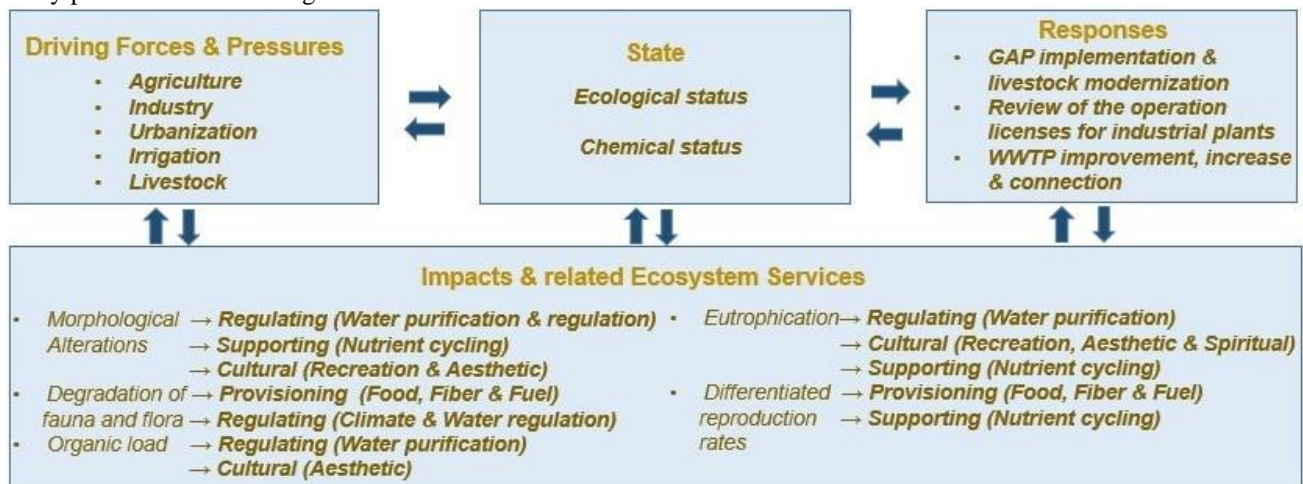 Driving Forces & Pressures
• Agriculture
• Industry
• Urbanization
• Irrigation
• Livestock
State
Ecological status
Chemical status
Responses
• GAP implementation &
livestock modernization
• Review of the operation
licenses for industrial plants
• WWTP improvement, increase
& connection
Impacts & related Ecosystem Services
• Morphological → Regulating (Water purification & regulation)
Alterations → Supporting (Nutrient cycling)
→ Cultural (Recreation & Aesthetic)
• Degradation of → Provisioning (Food, Fiber & Fuel)
fauna and flora → Regulating (Climate & Water regulation)
• Organic load → Regulating (Water purification)
→ Cultural (Aesthetic)
• Eutrophication → Regulating (Water purification)
→ Cultural (Recreation, Aesthetic & Spiritual)
→ Supporting (Nutrient cycling)
• Differentiated → Provisioning (Food, Fiber & Fuel)
reproduction → Supporting (Nutrient cycling)
rates